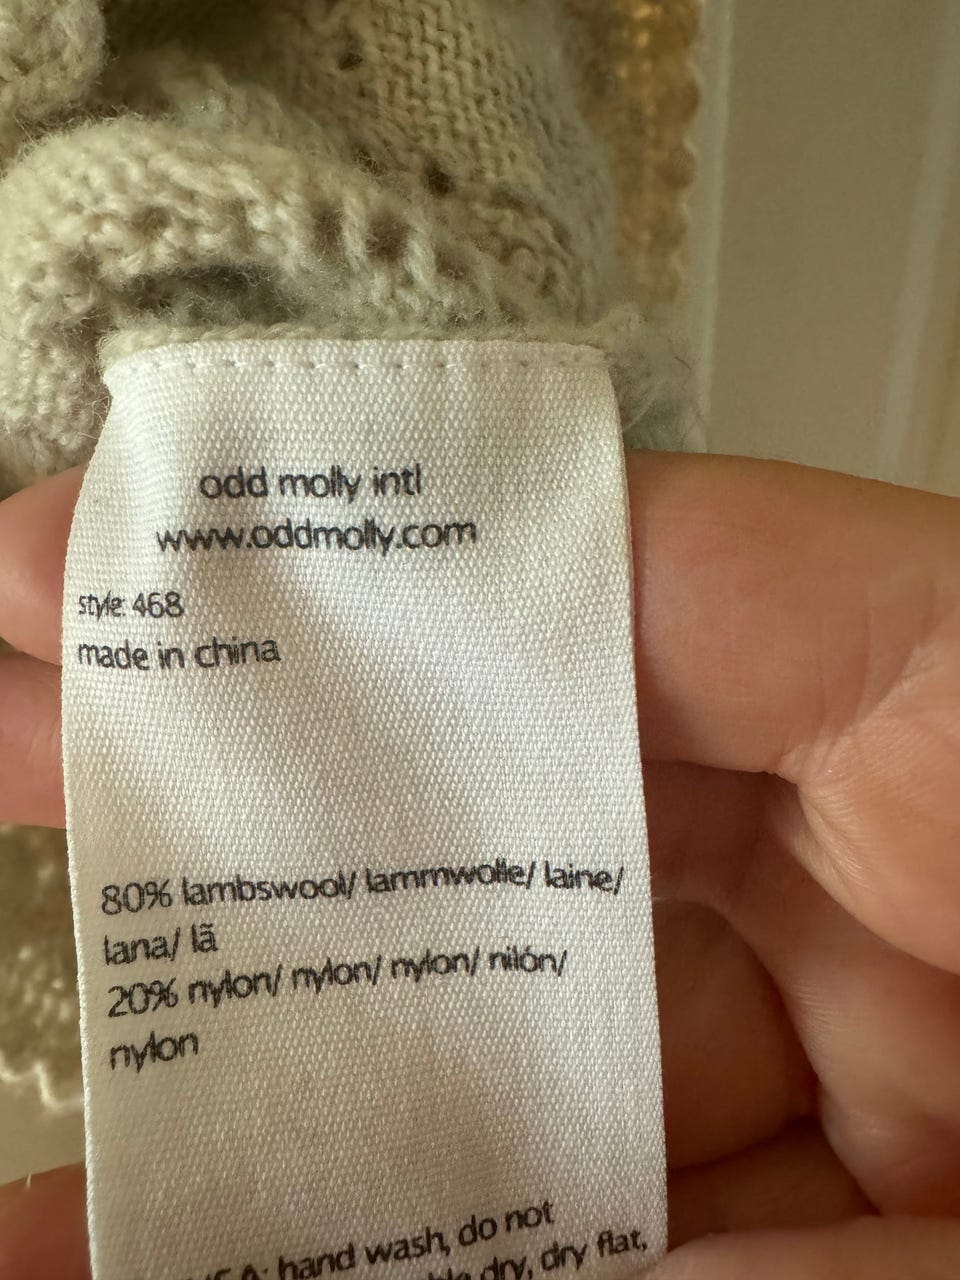 odd molly intl
www.oddmolly.com
style: 468
made in china
80% lambswool/ lammwolle/ laine/
lana/ lã
20% nylon/ nylon/ nylon/ nilón/
nylon
hand wash, do not
dry, dry flat,